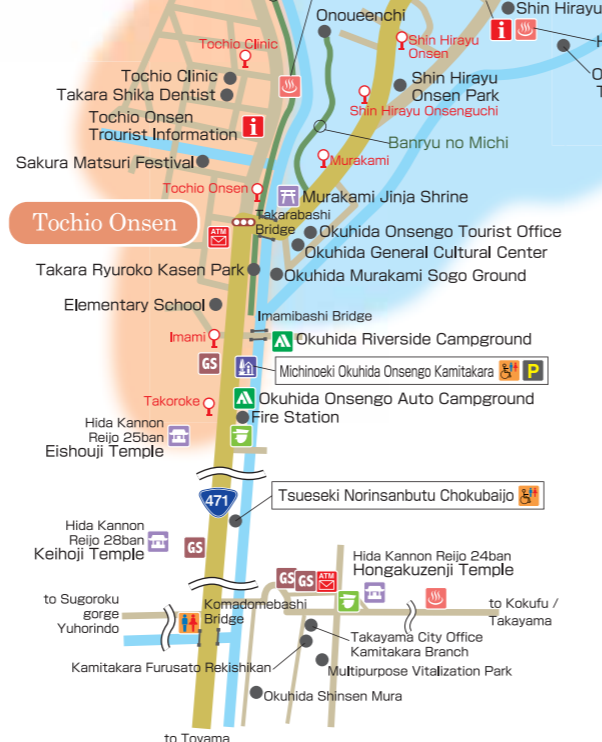 Onoueenchi
Shin Hirayu
Tochio Clinic
Shin Hirayu
Onsen
Tochio Clinic
Takara Shika Dentist
Shin Hirayu
Onsen Park
Tochio Onsen
Trourist Information
Shin Hirayu Onsenguchi
Banryu no Michi
Sakura Matsuri Festival
Murakami
Tochio Onsen
Murakami Jinja Shrine
Tochio Onsen
Takarabashi
Bridge
ATM
Okuhida Onsengo Tourist Office
Okuhida General Cultural Center
Takara Ryuroko Kasen Park
Okuhida Murakami Sogo Ground
Elementary School
Imamibashi Bridge
Imami
Okuhida Riverside Campground
GS
Michinoeki Okuhida Onsengo Kamitakara
P
Takoroke
Okuhida Onsengo Auto Campground
Fire Station
Hida Kannon
Reijo 25ban
Eishouji Temple
471
Tsueseki Norinsanbutu Chokubaijo
Hida Kannon
Reijo 28ban
Keihoji Temple
GS
Hida Kannon Reijo 24ban
Hongakuzenji Temple
GS
GS
ATM
to Sugoroku
gorge
Yuhorindo
Komadomebashi
Bridge
to Kokufu /
Takayama
Takayama City Office
Kamitakara Branch
Kamitakara Furusato Rekishikan
Multipurpose Vitalization Park
Okuhida Shinsen Mura
to Toyama